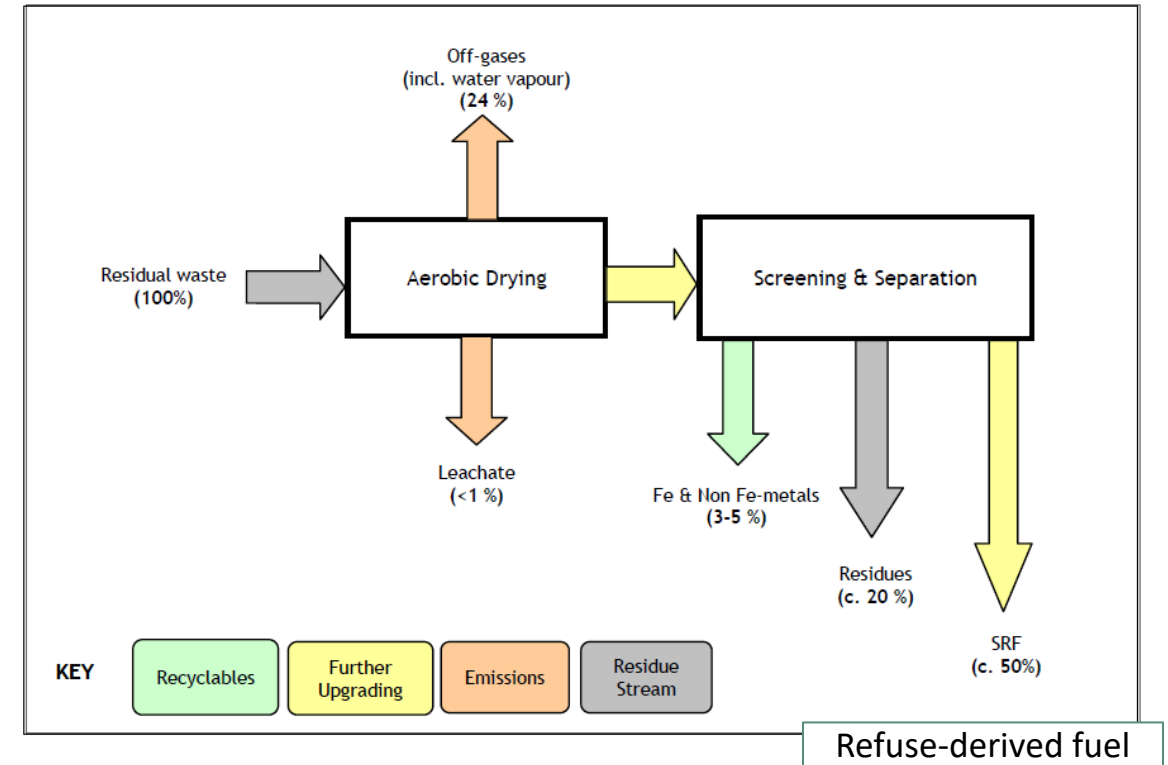 Off-gases
(incl. water vapour)
(24 %)
Residual waste
(100%)
Aerobic Drying
Screening & Separation
Leachate
(<1 %)
Fe & Non Fe-metals
(3-5 %)
Residues
(c. 20 %)
SRF
(c. 50%)
KEY
Recyclables
Further
Upgrading
Emissions
Residue
Stream
Refuse-derived fuel